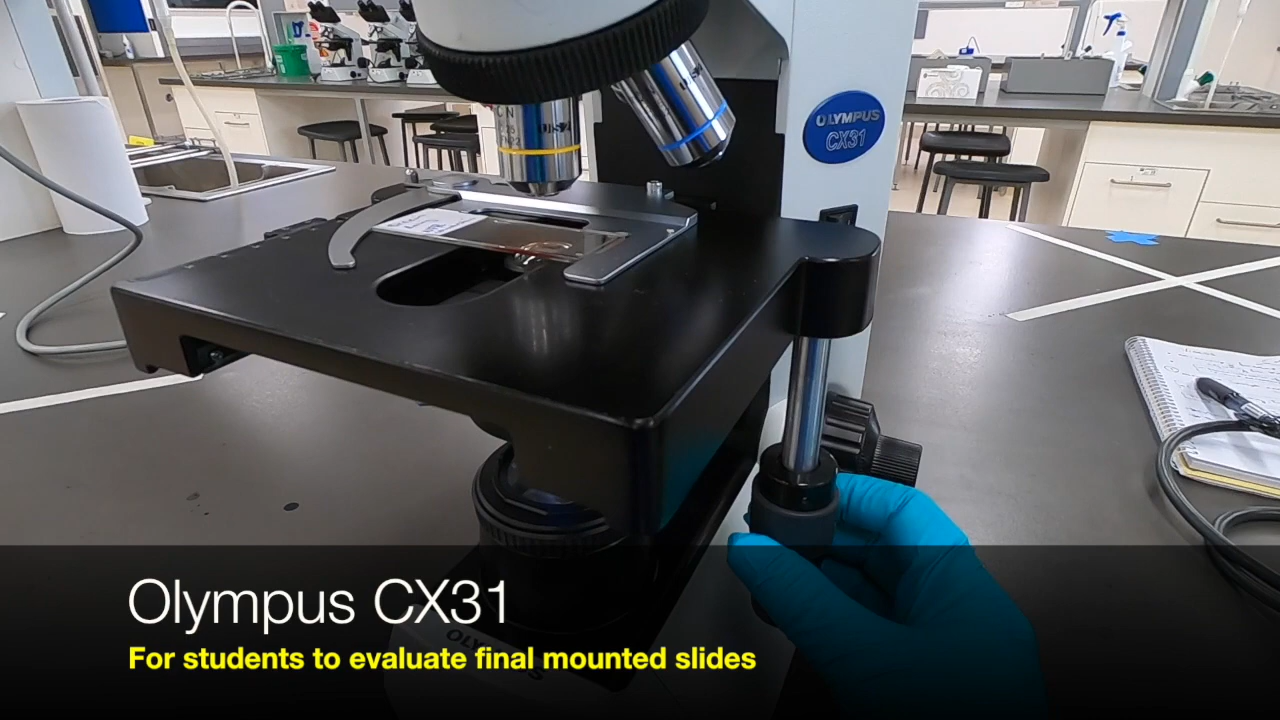 OLYMPUS
CX31
Olympus CX31
For students to evaluate final mounted slides